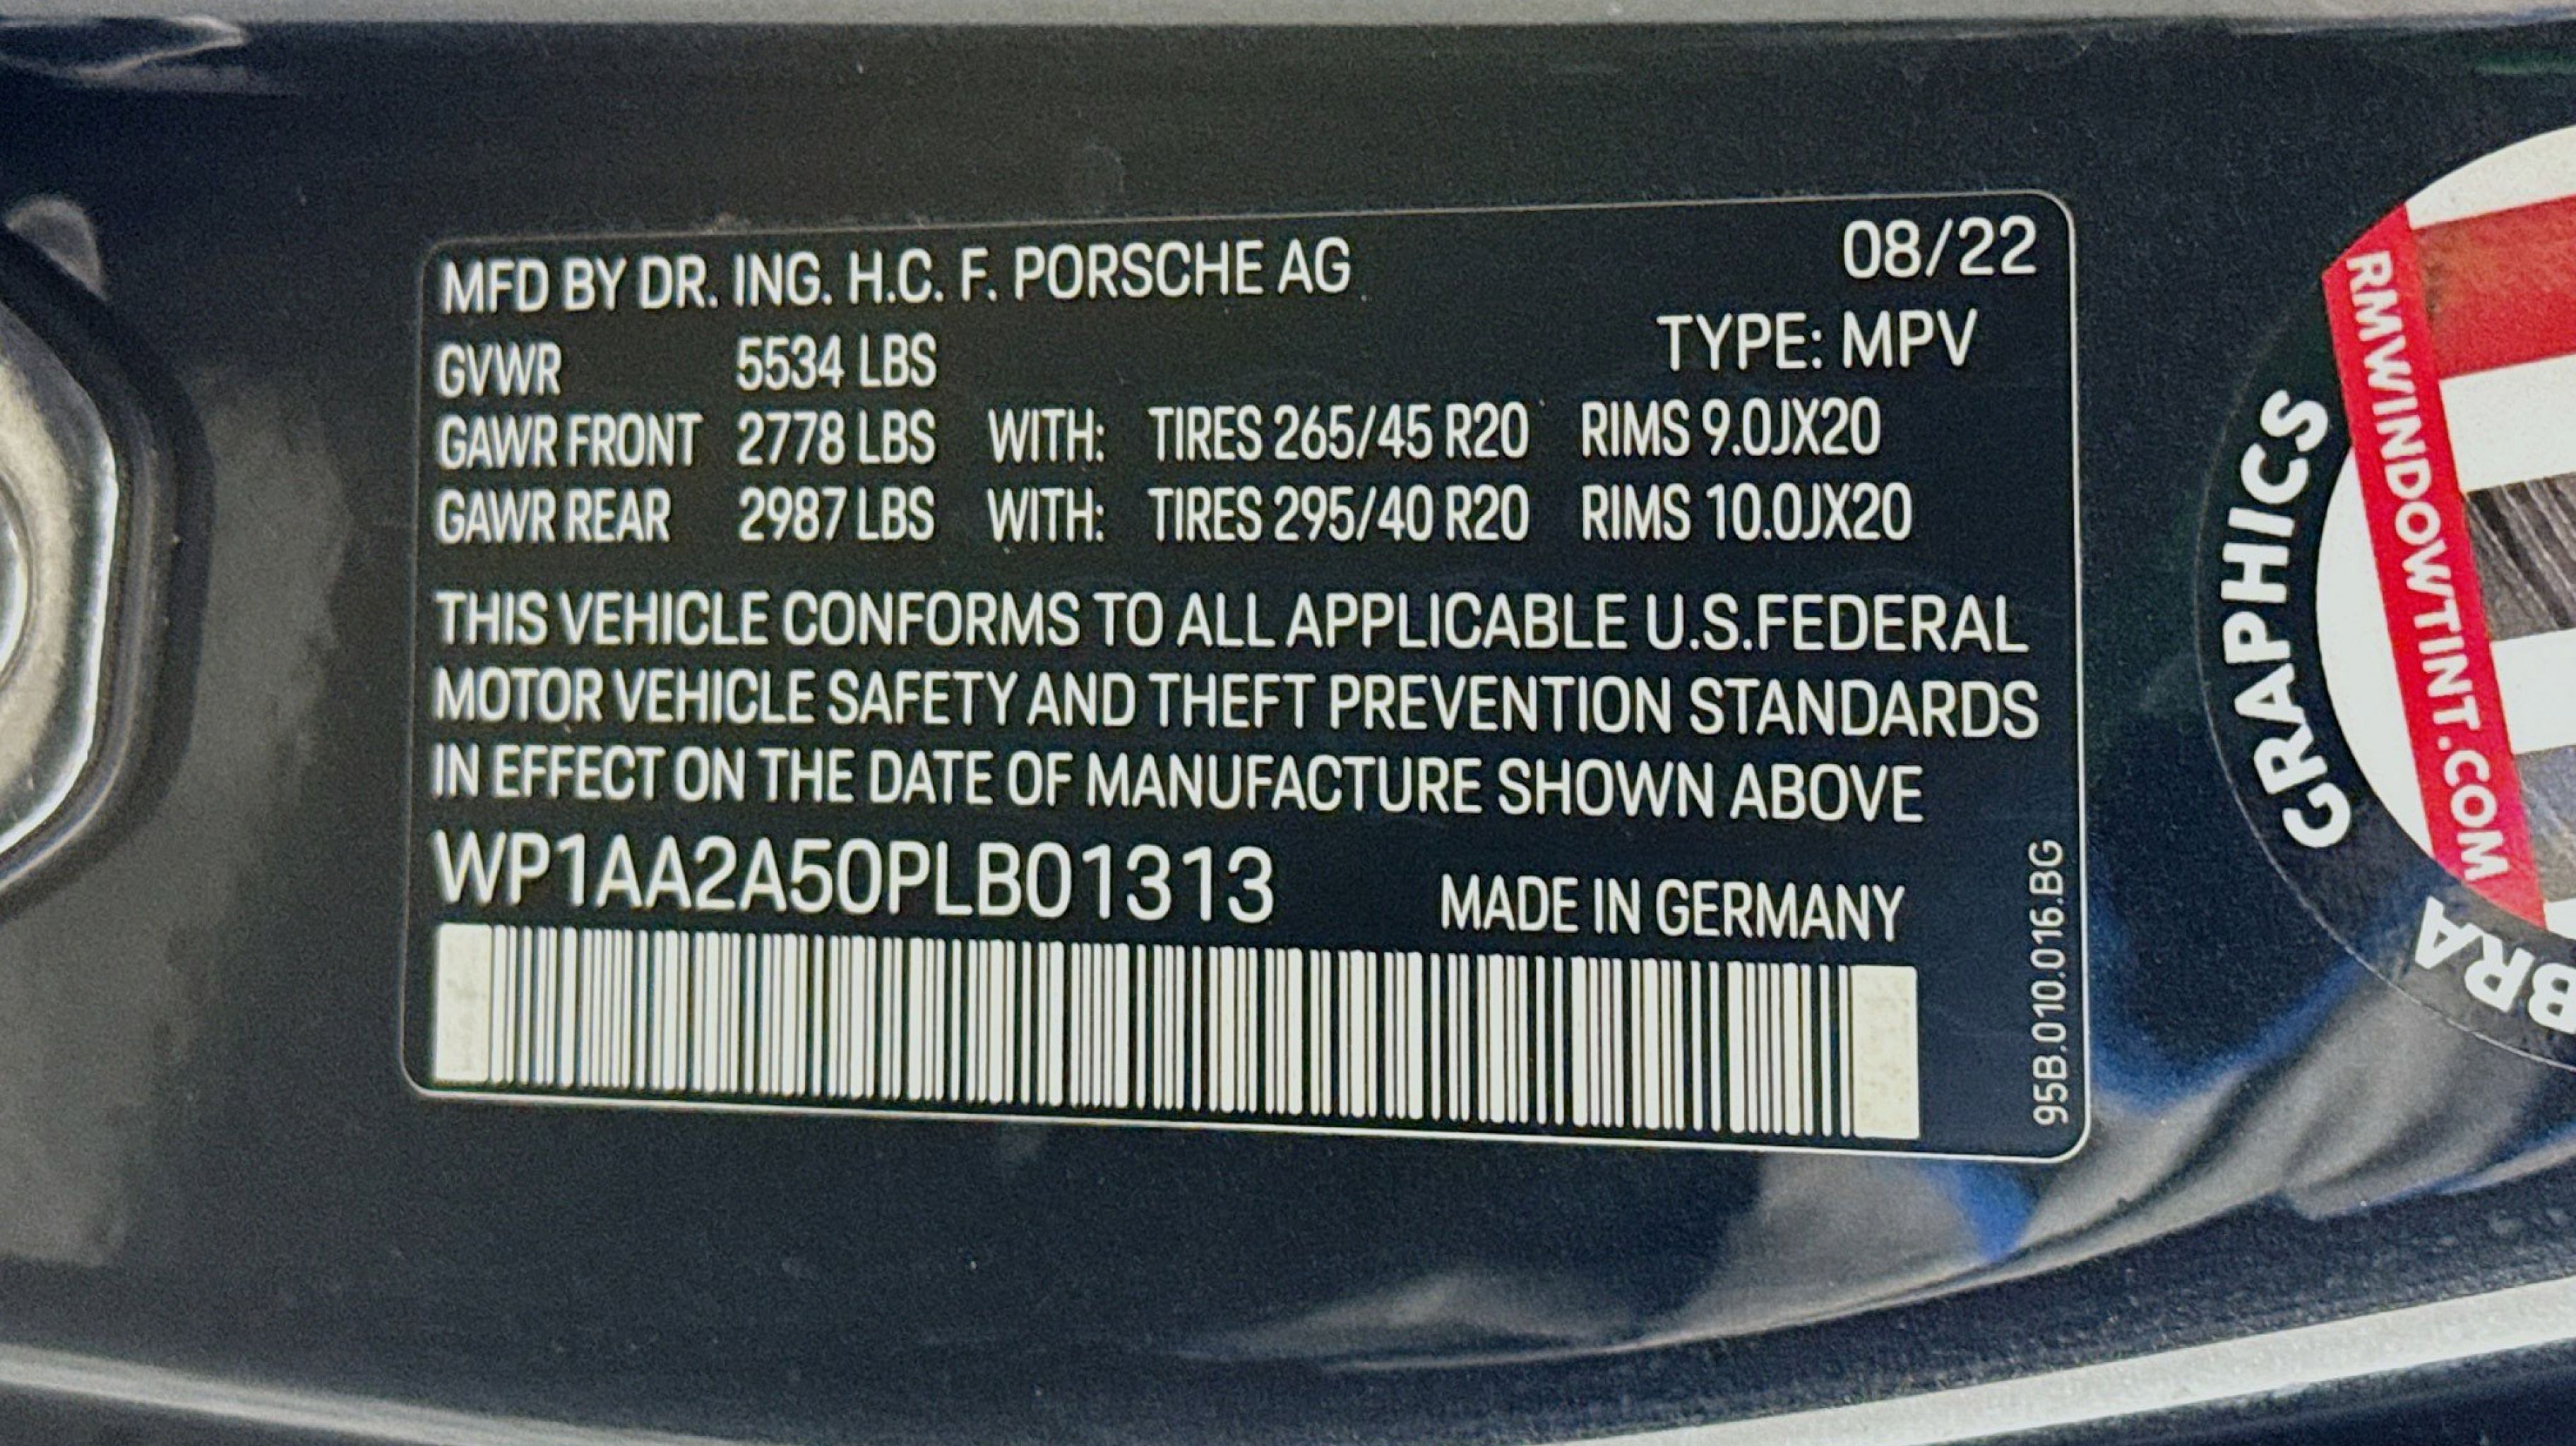 MFD BY DR. ING. H.C. F. PORSCHE AG 08/22
GVWR 5534 LBS TYPE: MPV
GAWR FRONT 2778 LBS WITH: TIRES 265/45 R20 RIMS 9.0JX20
GAWR REAR 2987 LBS WITH: TIRES 295/40 R20 RIMS 10.0JX20
THIS VEHICLE CONFORMS TO ALL APPLICABLE U.S.FEDERAL
MOTOR VEHICLE SAFETY AND THEFT PREVENTION STANDARDS
IN EFFECT ON THE DATE OF MANUFACTURE SHOWN ABOVE
WP1AA2A50PLB01313 MADE IN GERMANY
95B.010.016.BG
GRAPHICS
RMWINDOWTINT.COM